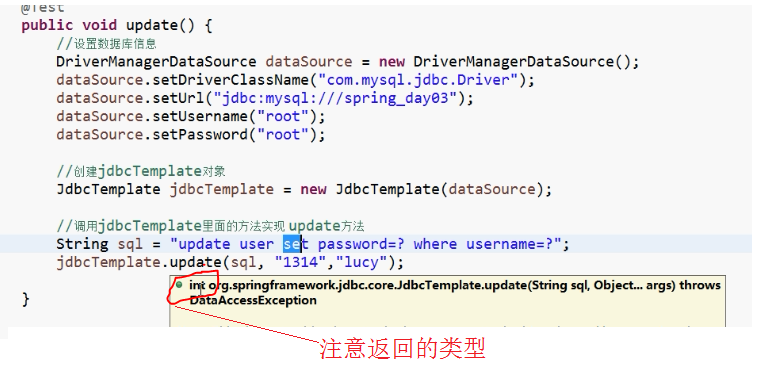 @Test
public void update() {
//设置数据库信息
DriverManagerDataSource dataSource = new DriverManagerDataSource();
dataSource.setDriverClassName("com.mysql.jdbc.Driver");
dataSource.setUrl("jdbc:mysql:///spring_day03");
dataSource.setUsername("root");
dataSource.setPassword("root");
//创建jdbcTemplate对象
JdbcTemplate jdbcTemplate = new JdbcTemplate(dataSource);
//调用jdbcTemplate里面的方法实现 update方法
String sql = "update user set password=? where username=?";
jdbcTemplate.update(sql, "1314","lucy");
int org.springframework.jdbc.core.JdbcTemplate.update(String sql, Object... args) throws
DataAccessException
}
注意返回的类型